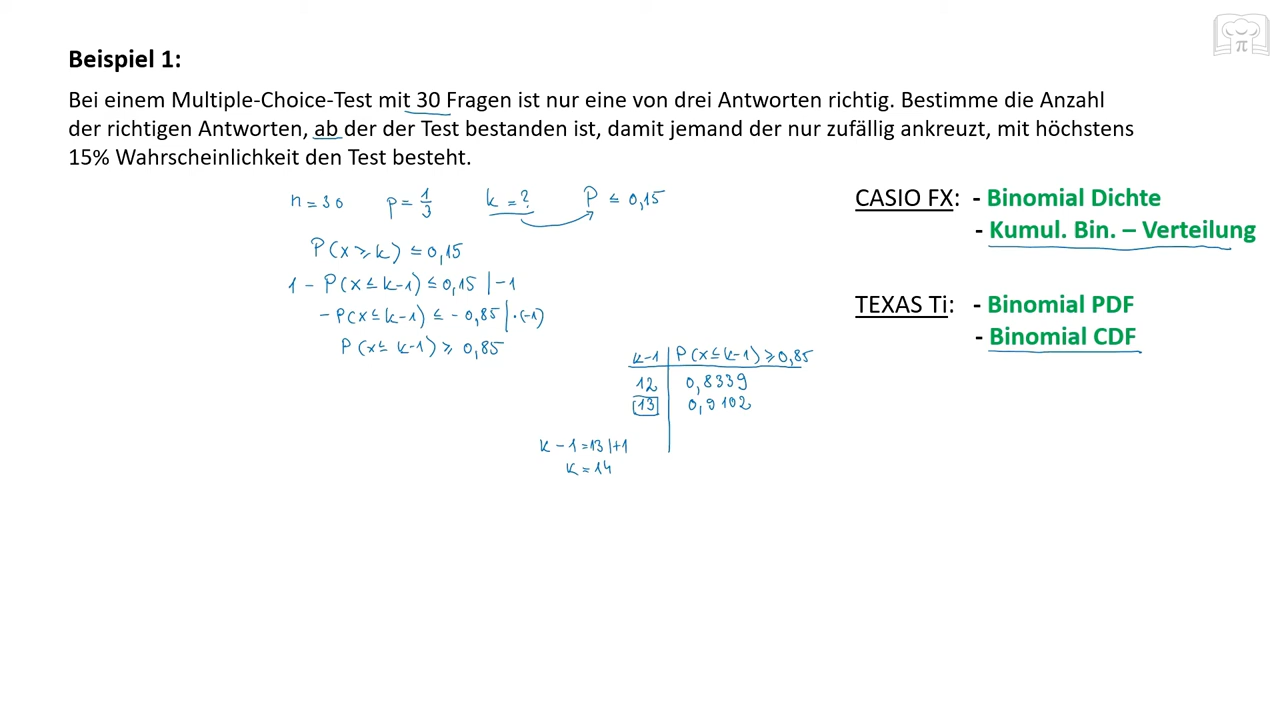 Beispiel 1:
Bei einem Multiple-Choice-Test mit 30 Fragen ist nur eine von drei Antworten richtig. Bestimme die Anzahl
der richtigen Antworten, ab der der Test bestanden ist, damit jemand der nur zufällig ankreuzt, mit höchstens
15% Wahrscheinlichkeit den Test besteht.
n = 30 p = 1/3 k = ? P ≤ 0,15
P(x ≥ k) ≤ 0,15
1 - P(x ≤ k-1) ≤ 0,15 | -1
- P(x ≤ k-1) ≤ - 0,85 | ·(-1)
P(x ≤ k-1) ≥ 0,85
k-1 | P(x ≤ k-1) ≥ 0,85
12 | 0,8339
13 | 0,9102
k - 1 = 13 | +1
k = 14
CASIO FX: - Binomial Dichte
- Kumul. Bin. – Verteilung
TEXAS Ti: - Binomial PDF
- Binomial CDF
π